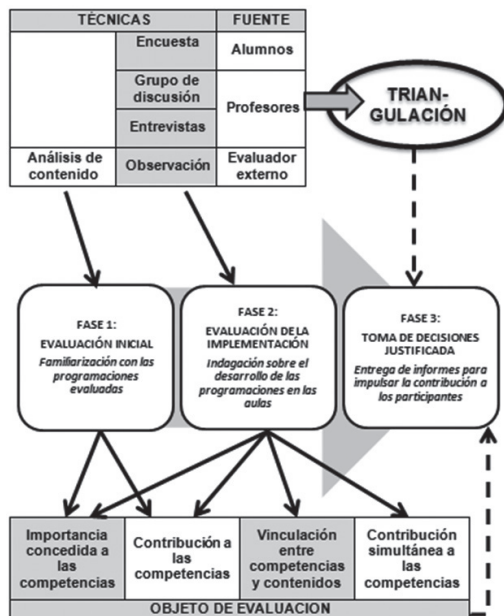 TÉCNICAS
FUENTE
Encuesta
Alumnos
Grupo de
discusión
Profesores
Entrevistas
Análisis de
contenido
Observación
Evaluador
externo
TRIAN-
GULACIÓN
FASE 1:
EVALUACIÓN INICIAL
Familiarización con las
programaciones
evaluadas
FASE 2:
EVALUACIÓN DE LA
IMPLEMENTACIÓN
Indagación sobre el
desarrollo de las
programaciones en las
aulas
FASE 3:
TOMA DE DECISIONES
JUSTIFICADA
Entrega de informes para
impulsar la contribución a
los participantes
Importancia
concedida a
las
competencias
Contribución a
las
competencias
Vinculación
entre
competencias
y contenidos
Contribución
simultánea a
las
competencias
OBJETO DE EVALUACION